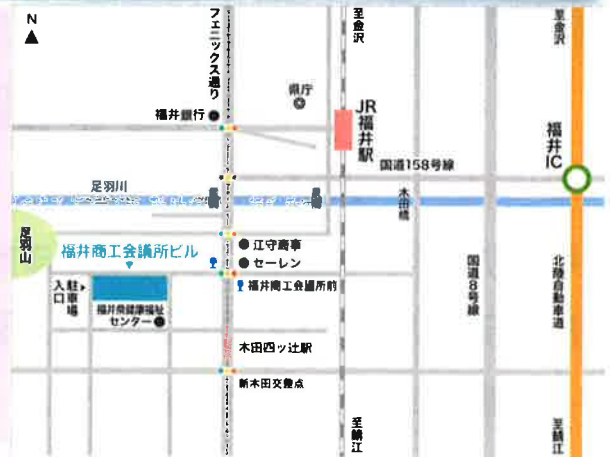 N
フェニックス通り
至金沢
至金沢
県庁
福井銀行
JR福井駅
福井IC
国道158号線
足羽川
木田橋
足羽山
江守商事
福井商工会議所ビル
セーレン
国道8号線
北陸自動車道
駐車場
入口
福井商工会議所前
福井県健康福祉
センター
木田四ッ辻駅
新木田交差点
至鯖江
至鯖江